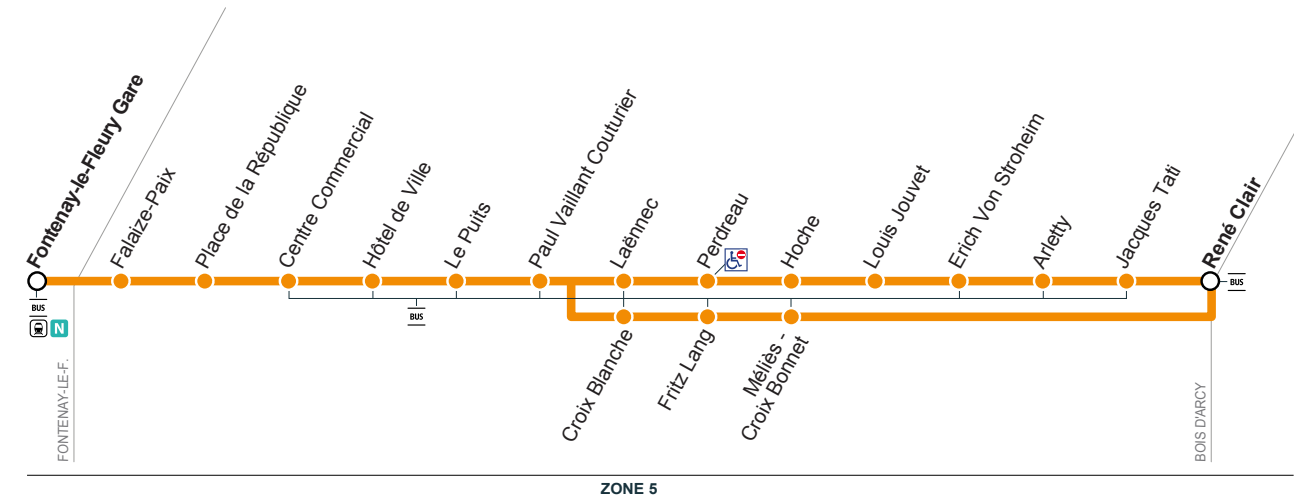 Fontenay-le-Fleury Gare
Falaize-Paix
Place de la République
Centre Commercial
Hôtel de Ville
Le Puits
Paul Vaillant Couturier
Laënnec
Perdreau
Hoche
Louis Jouvet
Erich Von Stroheim
Arletty
Jacques Tati
René Clair
BUS
N
BUS
BUS
Croix Blanche
Fritz Lang
Méliès -
Croix Bonnet
FONTENAY-LE-F.
BOIS D'ARCY
ZONE 5